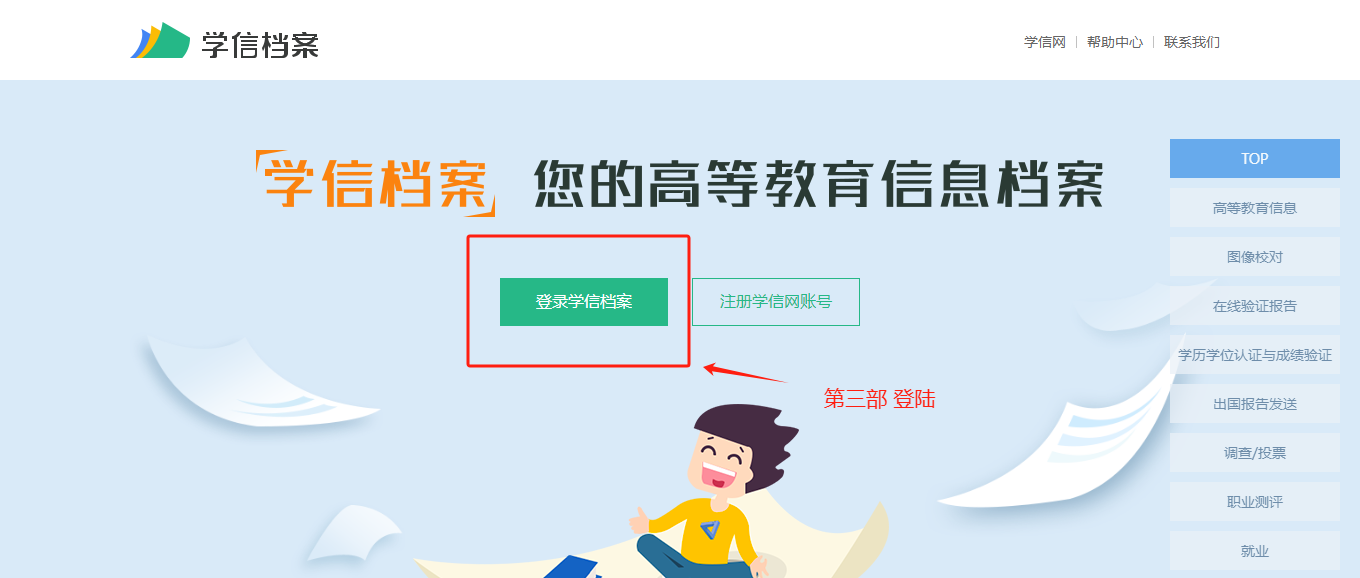 学信档案
学信网 帮助中心 联系我们
学信档案 您的高等教育信息档案
TOP
高等教育信息
图像校对
登录学信档案 注册学信网账号
在线验证报告
学历学位认证与成绩验证
第三部 登陆
出国报告发送
调查/投票
职业测评
就业